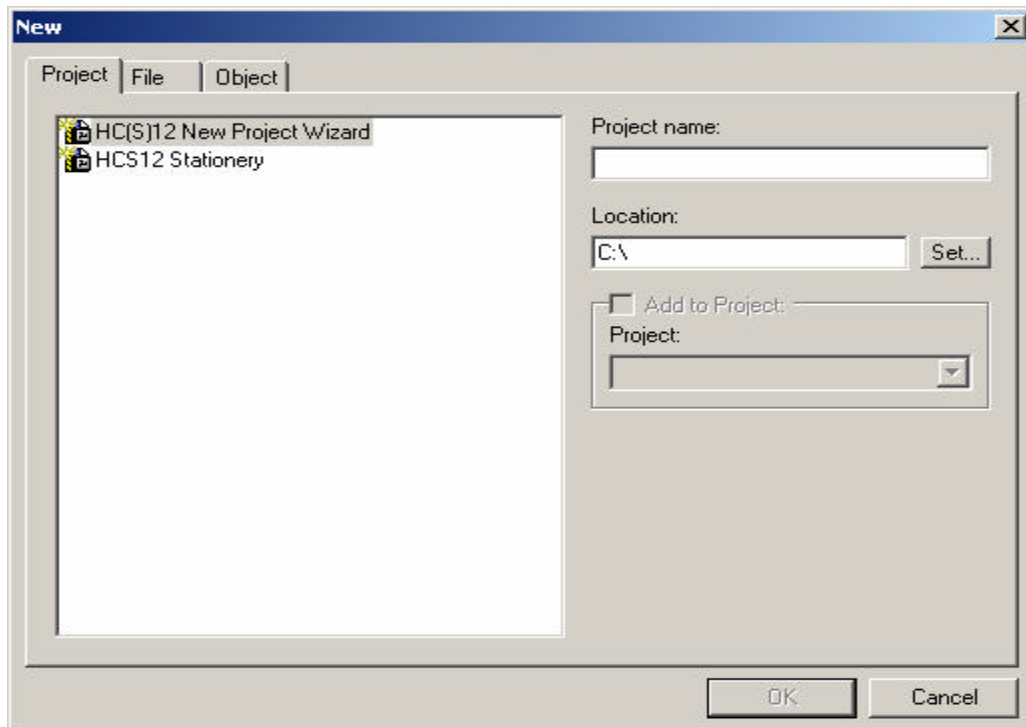 New
Project File Object
HC(S)12 New Project Wizard
HCS12 Stationery
Project name:
Location:
C:\ Set...
Add to Project:
Project:
OK Cancel